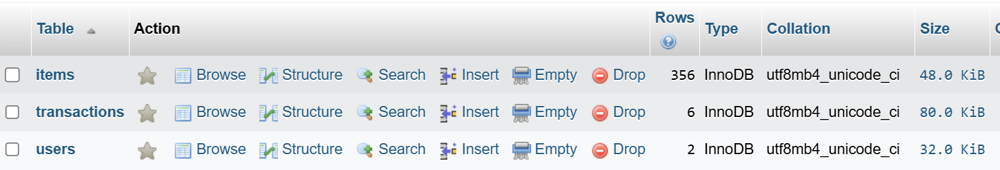 Table Action Rows Type Collation Size
items Browse Structure Search Insert Empty Drop 356 InnoDB utf8mb4_unicode_ci 48.0 KiB
transactions Browse Structure Search Insert Empty Drop 6 InnoDB utf8mb4_unicode_ci 80.0 KiB
users Browse Structure Search Insert Empty Drop 2 InnoDB utf8mb4_unicode_ci 32.0 KiB